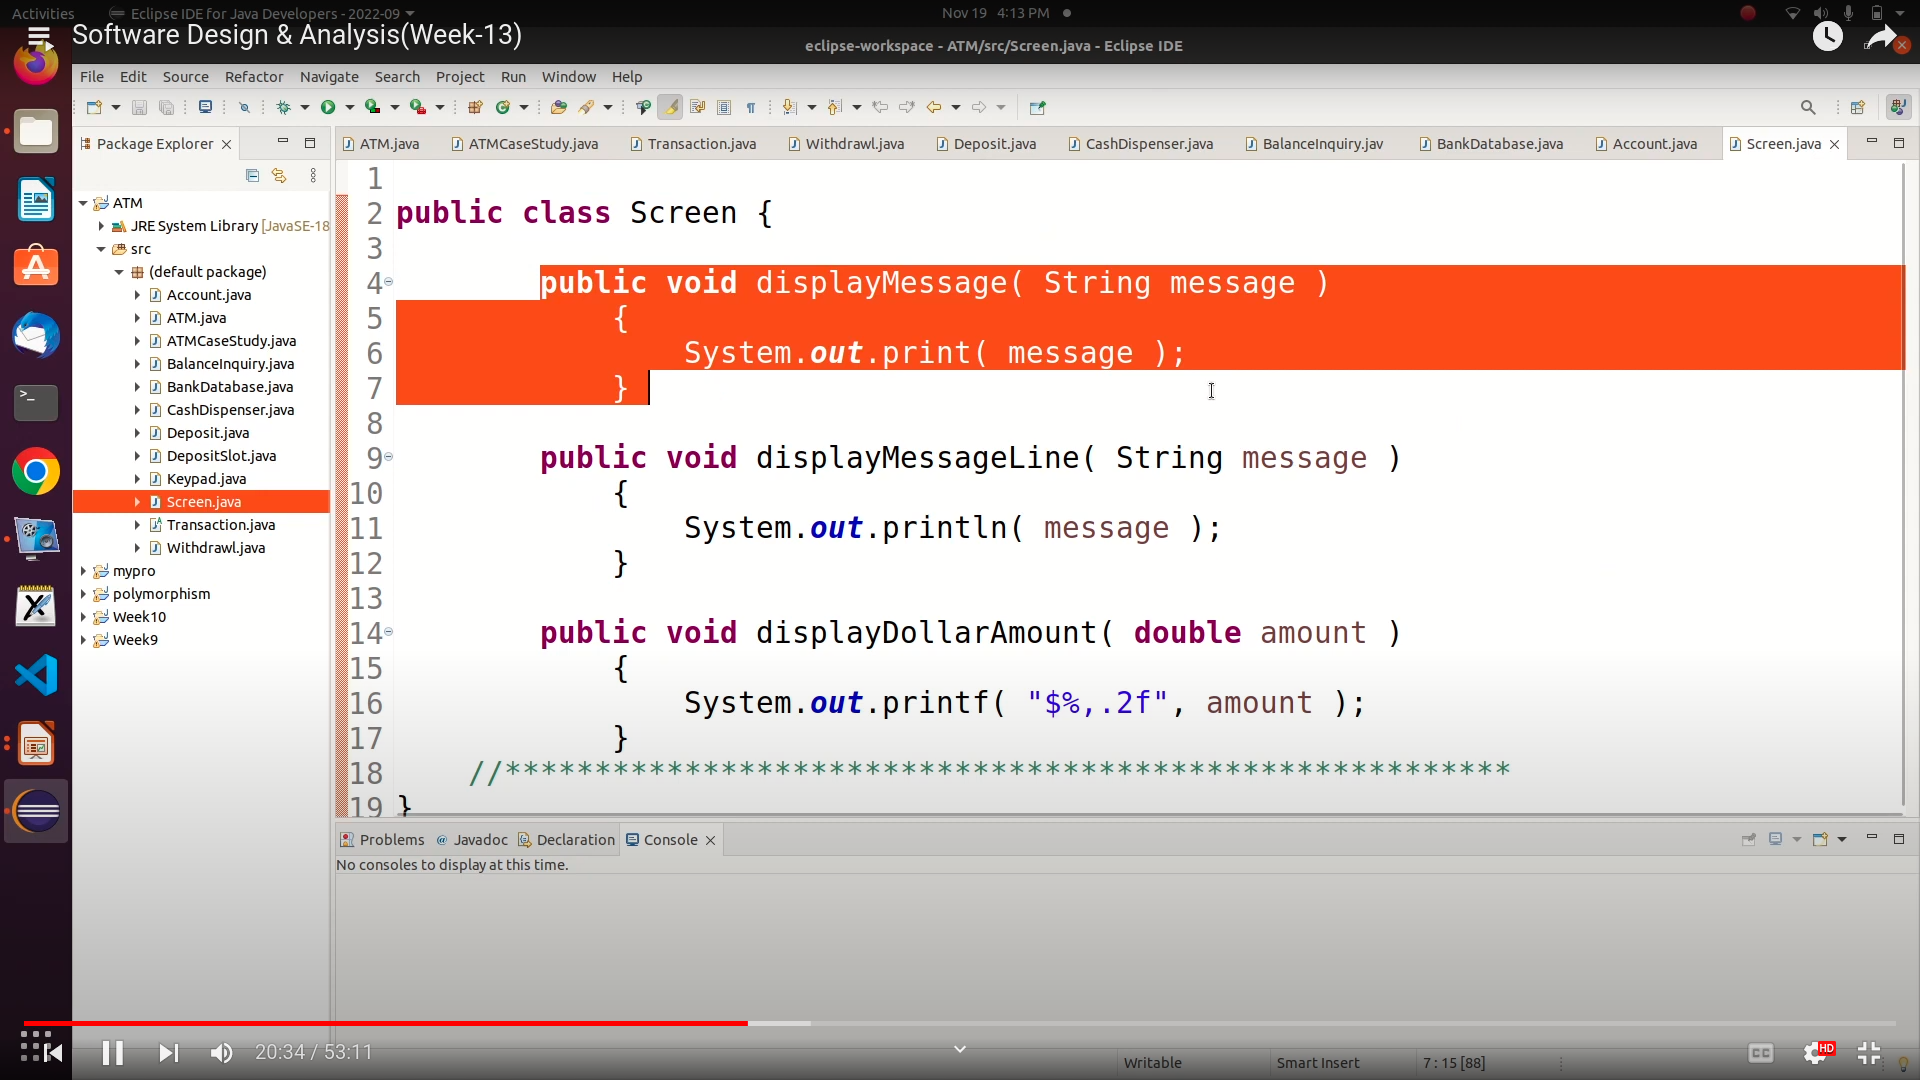 Activities Eclipse IDE for Java Developers - 2022-09 Nov 19 4:13 PM
Software Design & Analysis(Week-13)
eclipse-workspace - ATM/src/Screen.java - Eclipse IDE
File Edit Source Refactor Navigate Search Project Run Window Help
Package Explorer
ATM.java ATMCaseStudy.java Transaction.java Withdrawl.java Deposit.java CashDispenser.java BalanceInquiry.jav BankDatabase.java Account.java Screen.java
ATM
JRE System Library [JavaSE-18
src
(default package)
Account.java
ATM.java
ATMCaseStudy.java
BalanceInquiry.java
BankDatabase.java
CashDispenser.java
Deposit.java
DepositSlot.java
Keypad.java
Screen.java
Transaction.java
Withdrawl.java
mypro
polymorphism
Week10
Week9
1
2 public class Screen {
3
4 public void displayMessage( String message )
5 {
6 System.out.print( message );
7 }
8
9 public void displayMessageLine( String message )
10 {
11 System.out.println( message );
12 }
13
14 public void displayDollarAmount( double amount )
15 {
16 System.out.printf( "$%,.2f", amount );
17 }
18 //********************************************************
19 }
Problems Javadoc Declaration Console
No consoles to display at this time.
20:34 / 53:11
CC HD
Writable Smart Insert 7 : 15 [88]